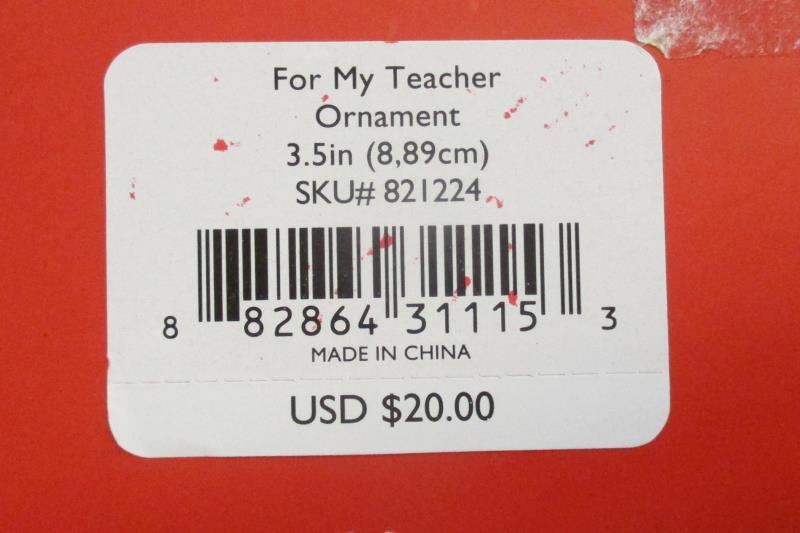 For My Teacher
Ornament
3.5in (8,89cm)
SKU# 821224
8 82864 31115 3
MADE IN CHINA
USD $20.00